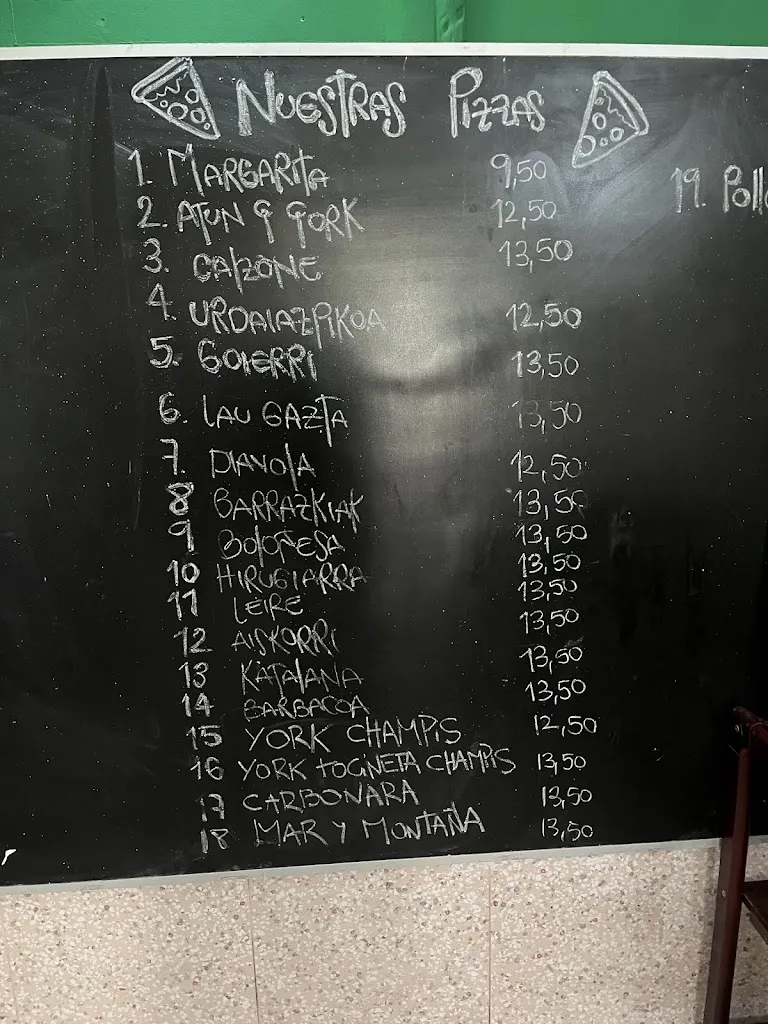 NUESTRAS PIZZAS
1. MARGARITA 9,50
2. ATUN Y YORK 12,50
3. CALZONE 13,50
4. URDAIAZPIKOA 12,50
5. GOIERRI 13,50
6. LAU GAZTA 13,50
7. DIAVOLA 12,50
8 BARRAZKIAK 13,50
9 BOLOÑESA 13,50
10 HIRUGIARRA 13,50
11 LEIRE 13,50
12 AISKORRI 13,50
13 KATALANA 13,50
14 BARBACOA 13,50
15 YORK CHAMPIS 12,50
16 YORK TOCINETA CHAMPIS 13,50
17 CARBONARA 13,50
18 MAR Y MONTAÑA 13,50
19. Poll